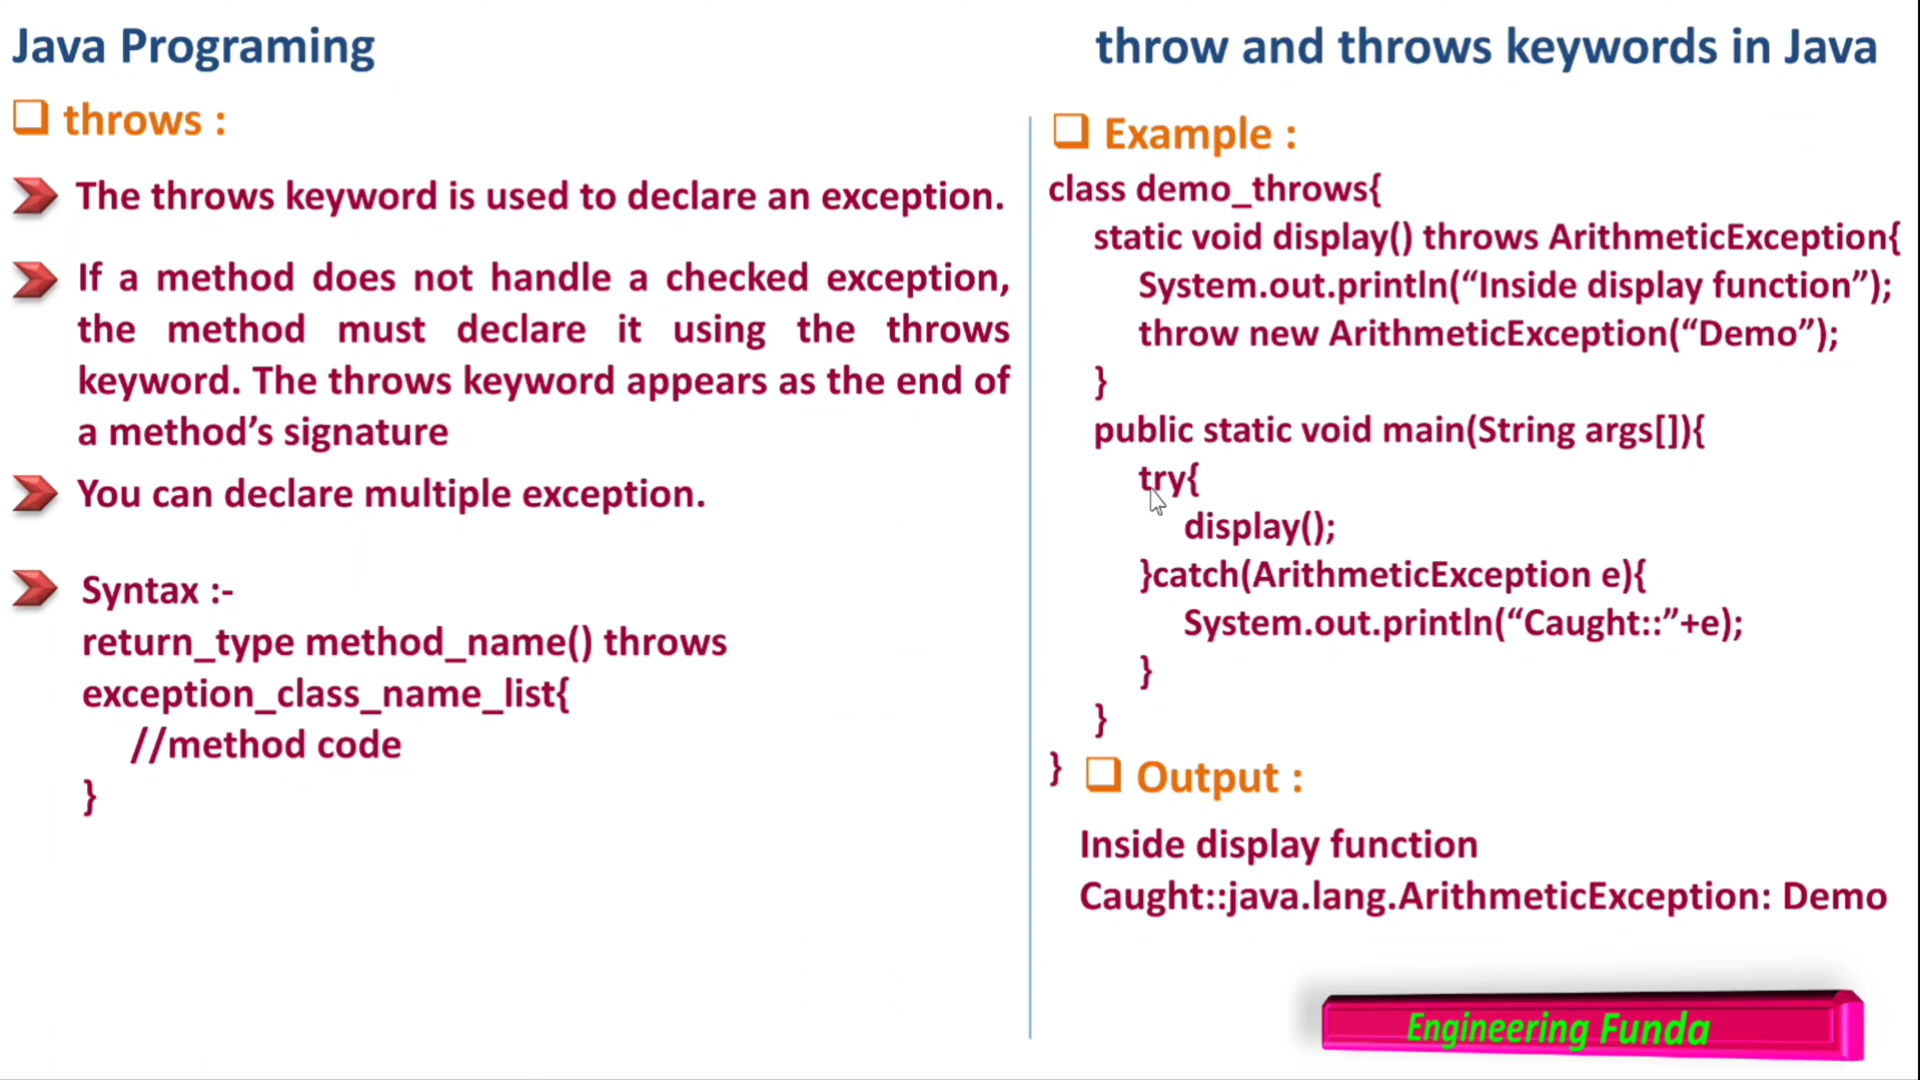 Java Programing
throw and throws keywords in Java
throws :
The throws keyword is used to declare an exception.
If a method does not handle a checked exception,
the method must declare it using the throws
keyword. The throws keyword appears as the end of
a method’s signature
You can declare multiple exception.
Syntax :-
return_type method_name() throws
exception_class_name_list{
//method code
}
Example :
class demo_throws{
static void display() throws ArithmeticException{
System.out.println(“Inside display function”);
throw new ArithmeticException(“Demo”);
}
public static void main(String args[]){
try{
display();
}catch(ArithmeticException e){
System.out.println(“Caught::”+e);
}
}
}
Output :
Inside display function
Caught::java.lang.ArithmeticException: Demo
Engineering Funda